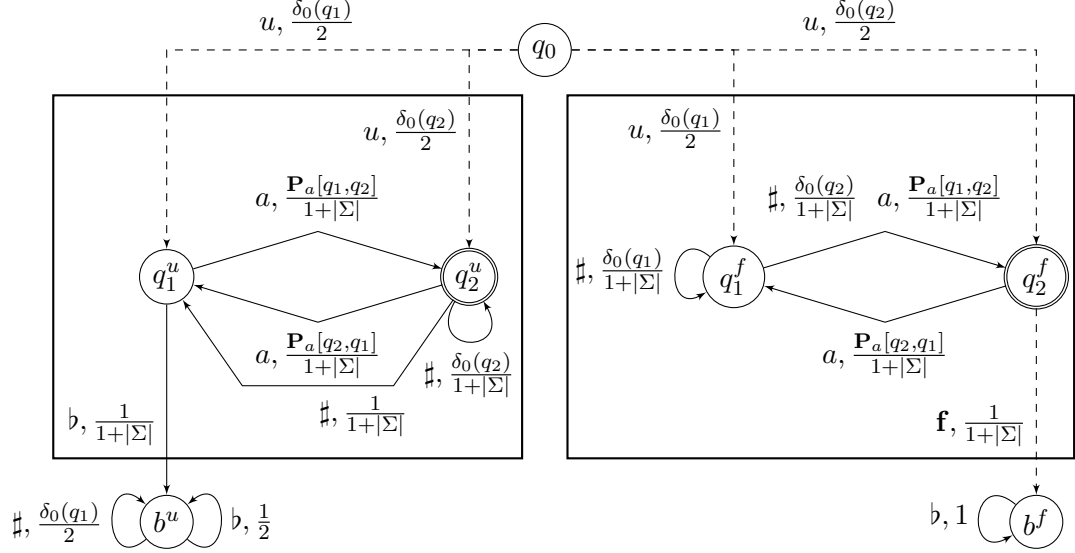 u, δ₀(q₁)/2
u, δ₀(q₂)/2
q₀
u, δ₀(q₂)/2
u, δ₀(q₁)/2
a, 𝐏ₐ[q₁,q₂]/1+|Σ|
♯, δ₀(q₂)/1+|Σ|
a, 𝐏ₐ[q₁,q₂]/1+|Σ|
q₁ᵘ
q₂ᵘ
♯, δ₀(q₁)/1+|Σ|
q₁ᶠ
q₂ᶠ
a, 𝐏ₐ[q₂,q₁]/1+|Σ|
♯, δ₀(q₂)/1+|Σ|
a, 𝐏ₐ[q₂,q₁]/1+|Σ|
♭, 1/1+|Σ|
♯, 1/1+|Σ|
𝐟, 1/1+|Σ|
♯, δ₀(q₁)/2
bᵘ
♭, 1/2
♭, 1
bᶠ